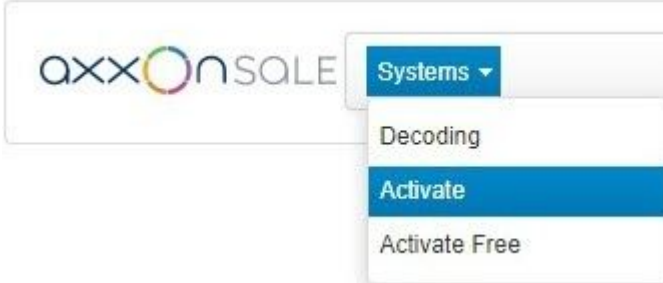 axxonsale
Systems
Decoding
Activate
Activate Free